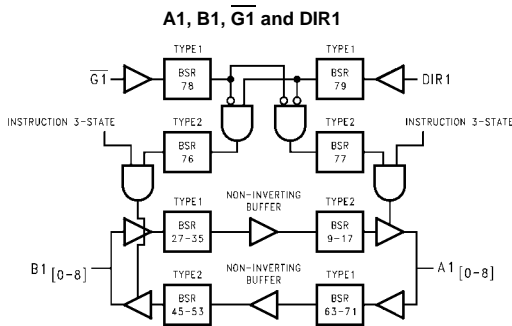 A1, B1, G1 and DIR1
TYPE1 TYPE1
G1 BSR 78 BSR 79 DIR1
INSTRUCTION 3-STATE TYPE2 TYPE2 INSTRUCTION 3-STATE
BSR 76 BSR 77
TYPE1 NON-INVERTING BUFFER TYPE2
BSR 27-35 BSR 9-17
B1 [0-8] A1 [0-8]
TYPE2 NON-INVERTING BUFFER TYPE1
BSR 45-53 BSR 63-71